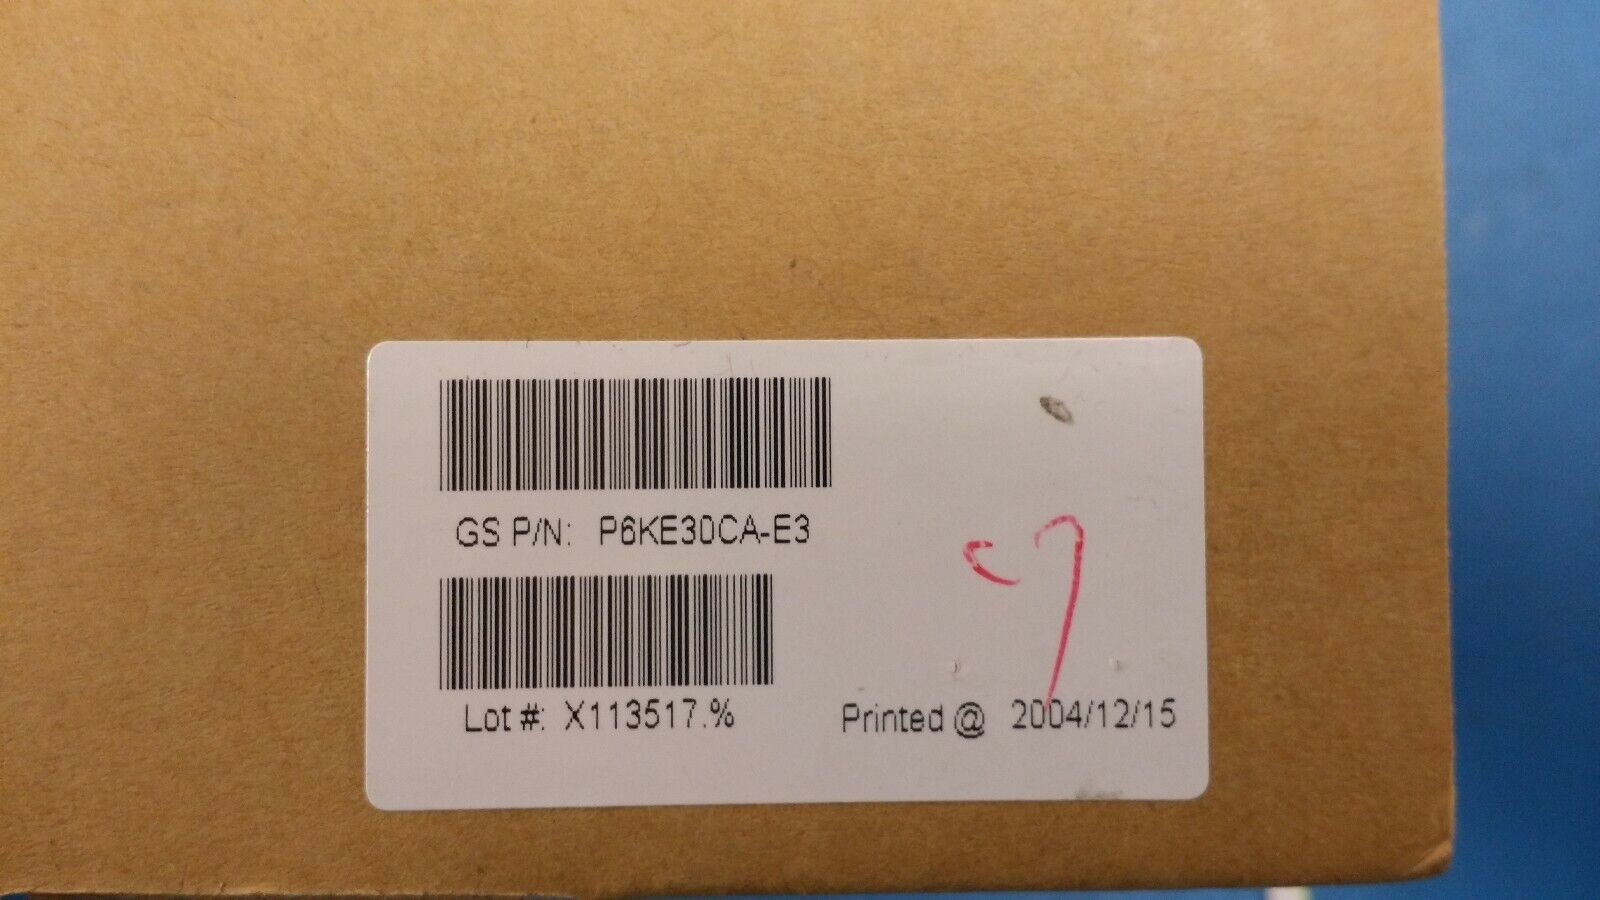 GS P/N: P6KE30CA-E3
Lot #: X113517.%
Printed @ 2004/12/15